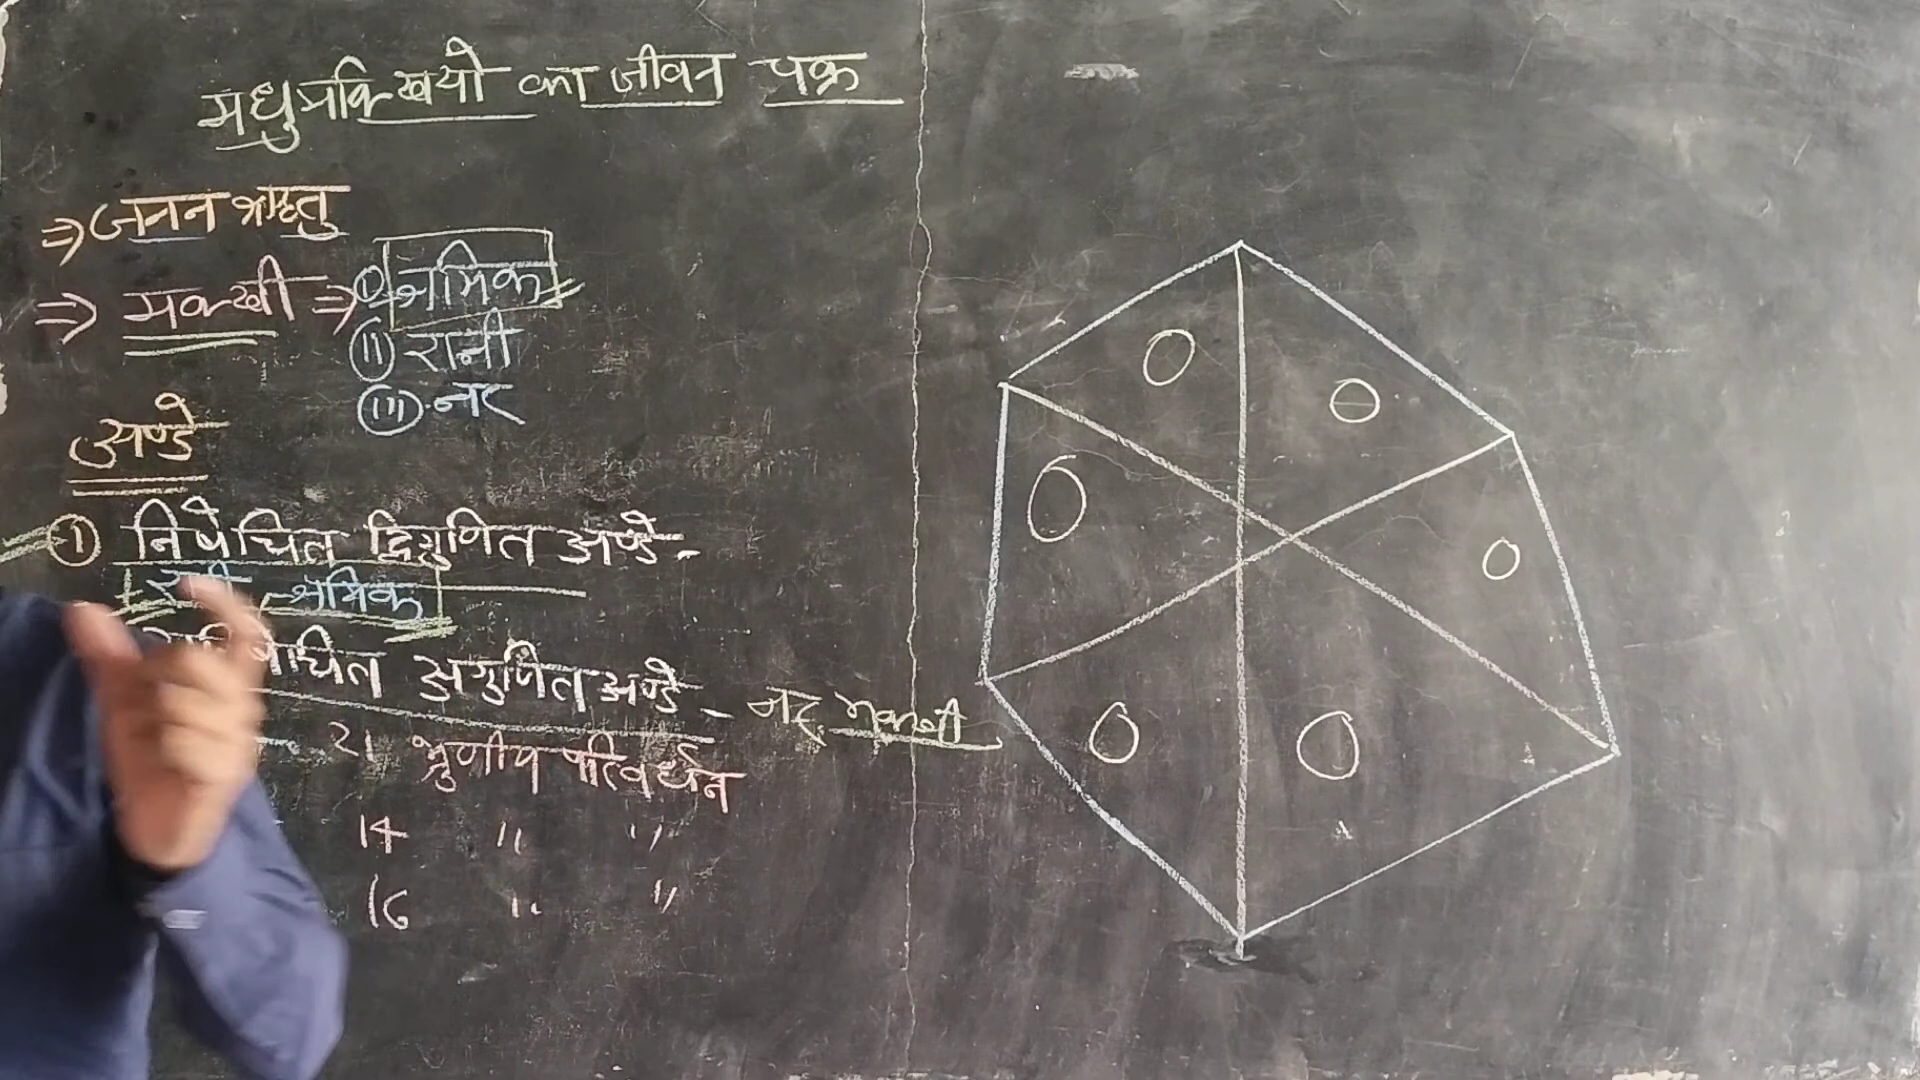 मधुमक्खियो का जीवन चक्र
⇒ जनन ऋतु
⇒ मक्खी ⇒ (i) श्रमिक
(ii) रानी
(iii) नर
अण्डे
(1) निषेचित द्विगुणित अण्डे -
श्रमिक
अगुणित अण्डे - नर मक्खी
21 भ्रुणीय परिवर्धन
14 " "
16 " "